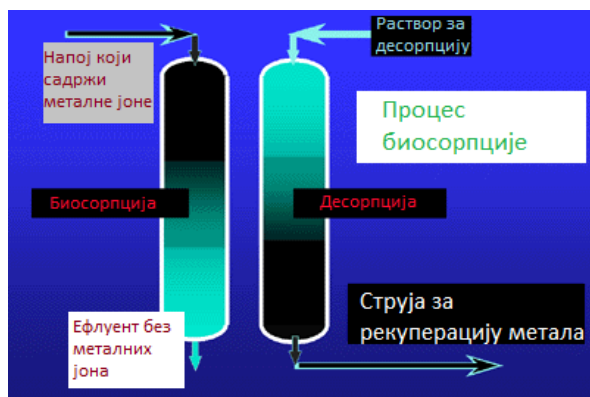 Напој који
садржи
металне јоне
Раствор за
десорпцију
Процес
биосорпције
Биосорпција
Десорпција
Ефлуент без
металних
јона
Струја за
рекуперацију метала